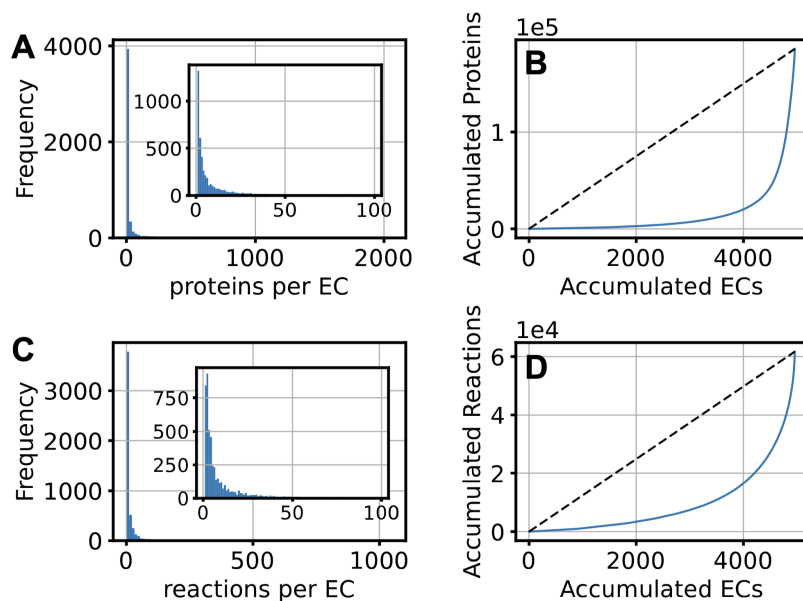 A
4000
2000
0
Frequency
0
1000
2000
proteins per EC
1000
500
0
0
50
100
B
1e5
1
0
Accumulated Proteins
0
2000
4000
Accumulated ECs
C
3000
2000
1000
0
Frequency
0
500
1000
reactions per EC
750
500
250
0
0
50
100
D
1e4
6
4
2
0
Accumulated Reactions
0
2000
4000
Accumulated ECs